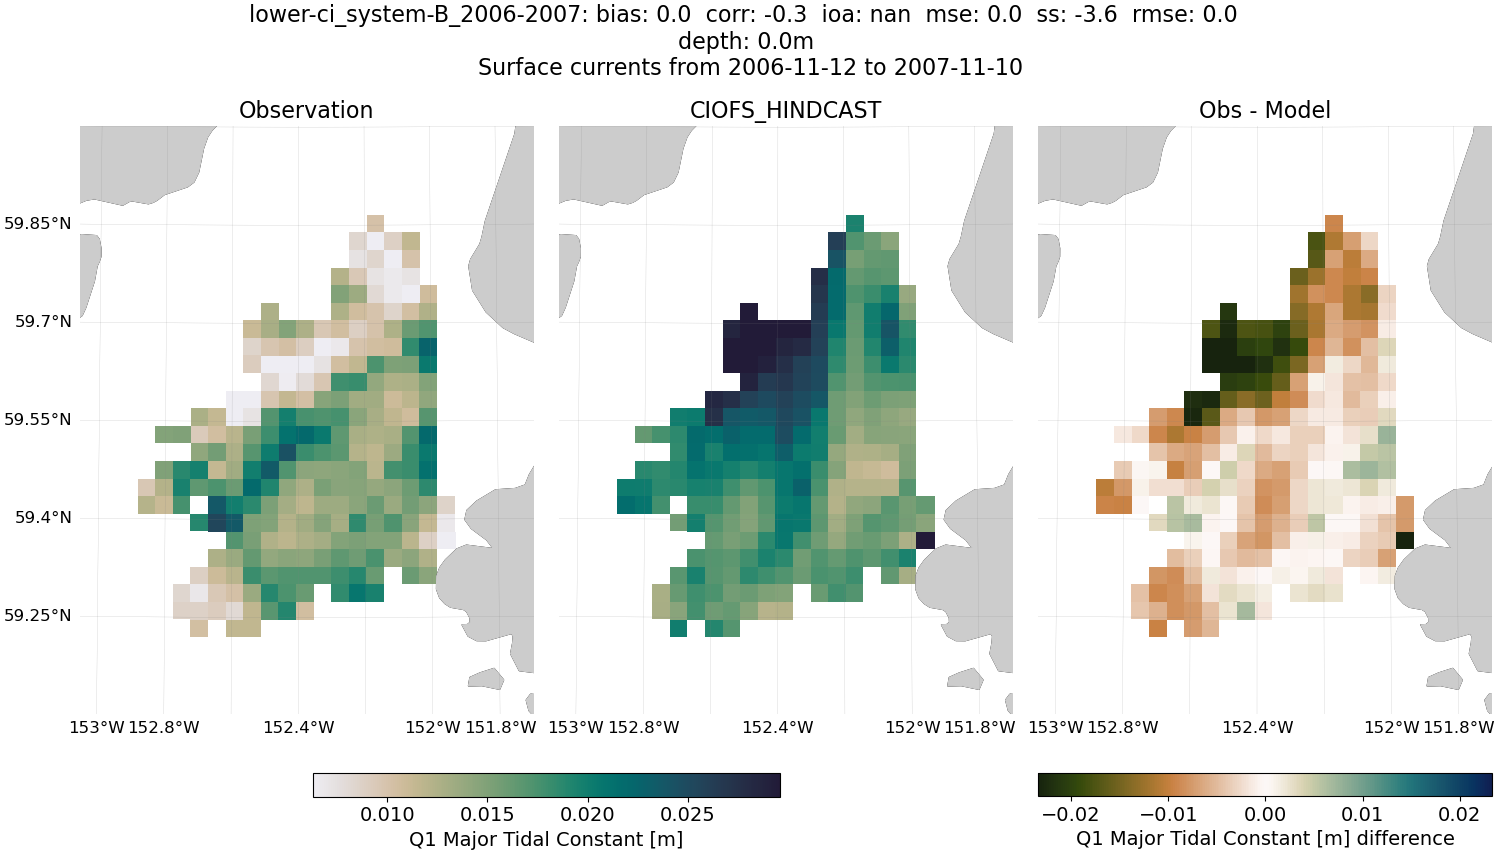 lower-ci_system-B_2006-2007: bias: 0.0 corr: -0.3 ioa: nan mse: 0.0 ss: -3.6 rmse: 0.0
depth: 0.0m
Surface currents from 2006-11-12 to 2007-11-10
Observation
CIOFS_HINDCAST
Obs - Model
59.85°N
59.7°N
59.55°N
59.4°N
59.25°N
153°W 152.8°W 152.4°W 152°W 151.8°W
153°W 152.8°W 152.4°W 152°W 151.8°W
153°W 152.8°W 152.4°W 152°W 151.8°W
0.010 0.015 0.020 0.025
Q1 Major Tidal Constant [m]
−0.02 −0.01 0.00 0.01 0.02
Q1 Major Tidal Constant [m] difference